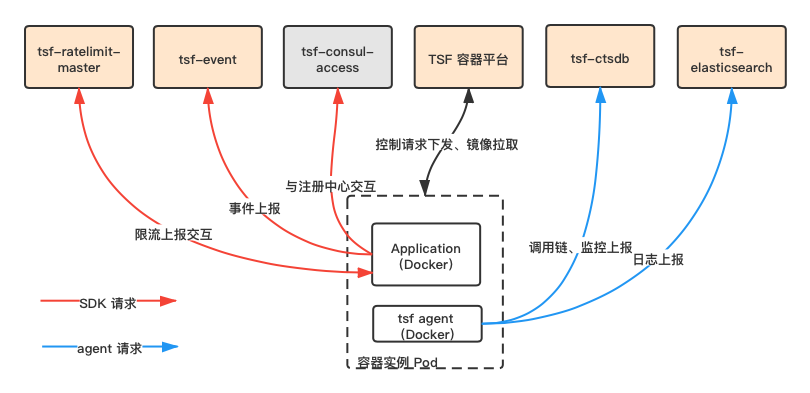 tsf-ratelimit-
master
tsf-event
tsf-consul-
access
TSF 容器平台
tsf-ctsdb
tsf-
elasticsearch
控制请求下发、镜像拉取
与注册中心交互
事件上报
限流上报交互
Application
(Docker)
调用链、监控上报
日志上报
SDK 请求
tsf agent
(Docker)
agent 请求
容器实例 Pod